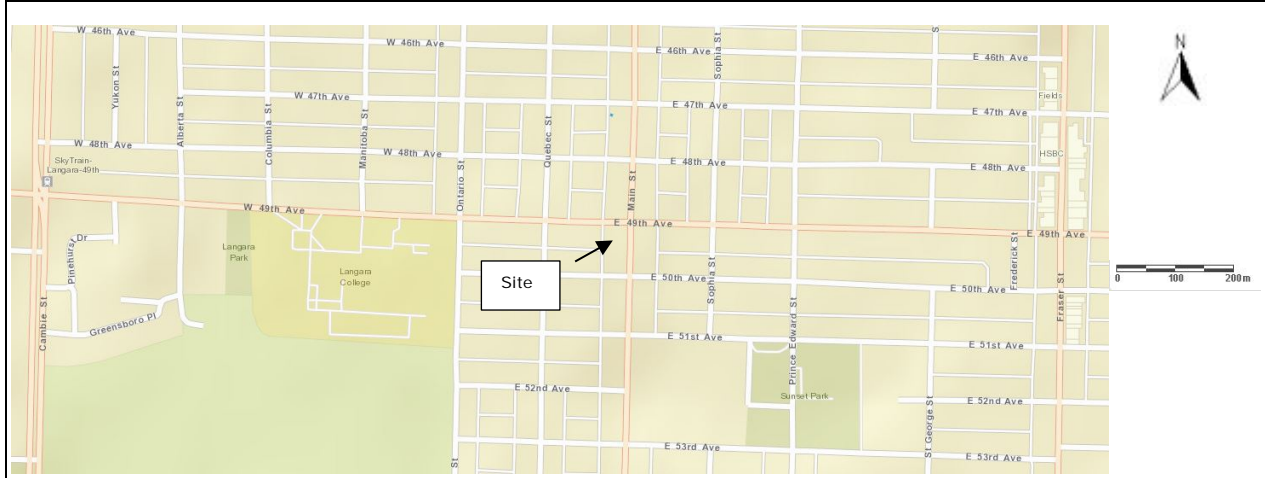 W 46th Ave
W 46th Ave
E 46th Ave
E 46th Ave
N
Yukon St
Alberta St
Columbia St
Manitoba St
Ontario St
Quebec St
Main St
Sophia St
S
W 47th Ave
E 47th Ave
E 47th Ave
Fields
W 48th Ave
W 48th Ave
E 48th Ave
E 48th Ave
HSBC
SkyTrain-
Langara-49th
W 49th Ave
E 49th Ave
E 49th Ave
Pinehurst Dr
Langara
Park
Langara
College
Site
E 50th Ave
E 50th Ave
Sophia St
Frederick St
Fraser St
0 100 200m
Cambie St
Greensboro Pl
E 51st Ave
E 51st Ave
Prince Edward St
E 52nd Ave
Sunset Park
E 52nd Ave
St George St
St
E 53rd Ave
E 53rd Ave